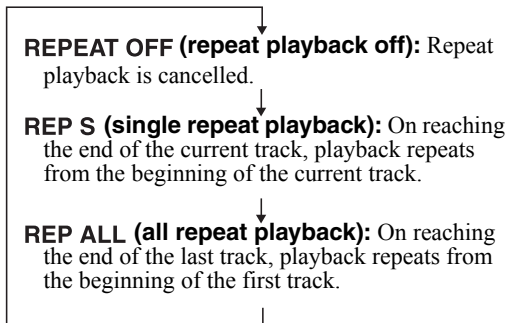 REPEAT OFF (repeat playback off): Repeat
playback is cancelled.
REP S (single repeat playback): On reaching
the end of the current track, playback repeats
from the beginning of the current track.
REP ALL (all repeat playback): On reaching
the end of the last track, playback repeats from
the beginning of the first track.